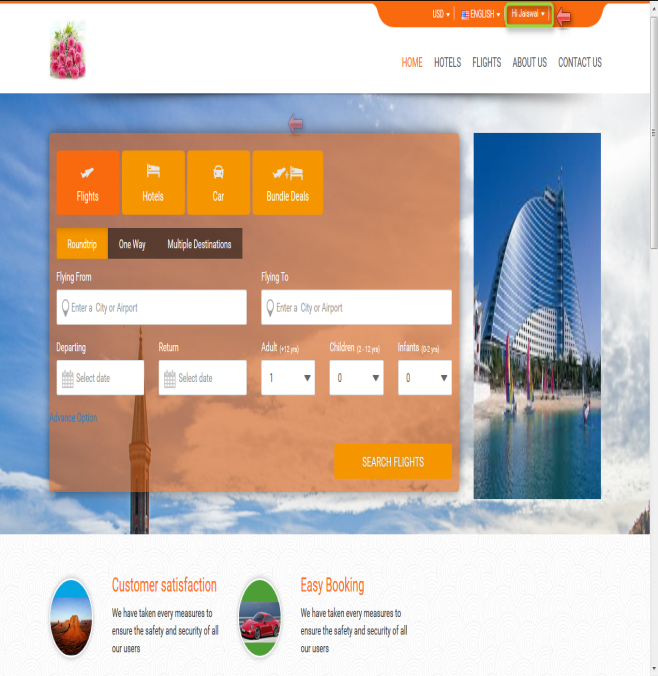 USD ENGLISH Hi Jaiswal
HOME HOTELS FLIGHTS ABOUT US CONTACT US
Flights Hotels Car Bundle Deals
Roundtrip One Way Multiple Destinations
Flying From Flying To
Enter a City or Airport Enter a City or Airport
Departing Return Adult (+12 yrs) Children (2 - 12 yrs) Infants (0-2 yrs)
Select date Select date 1 0 0
Advance Option
SEARCH FLIGHTS
Customer satisfaction Easy Booking
We have taken every measures to We have taken every measures to
ensure the safety and security of all ensure the safety and security of all
our users our users